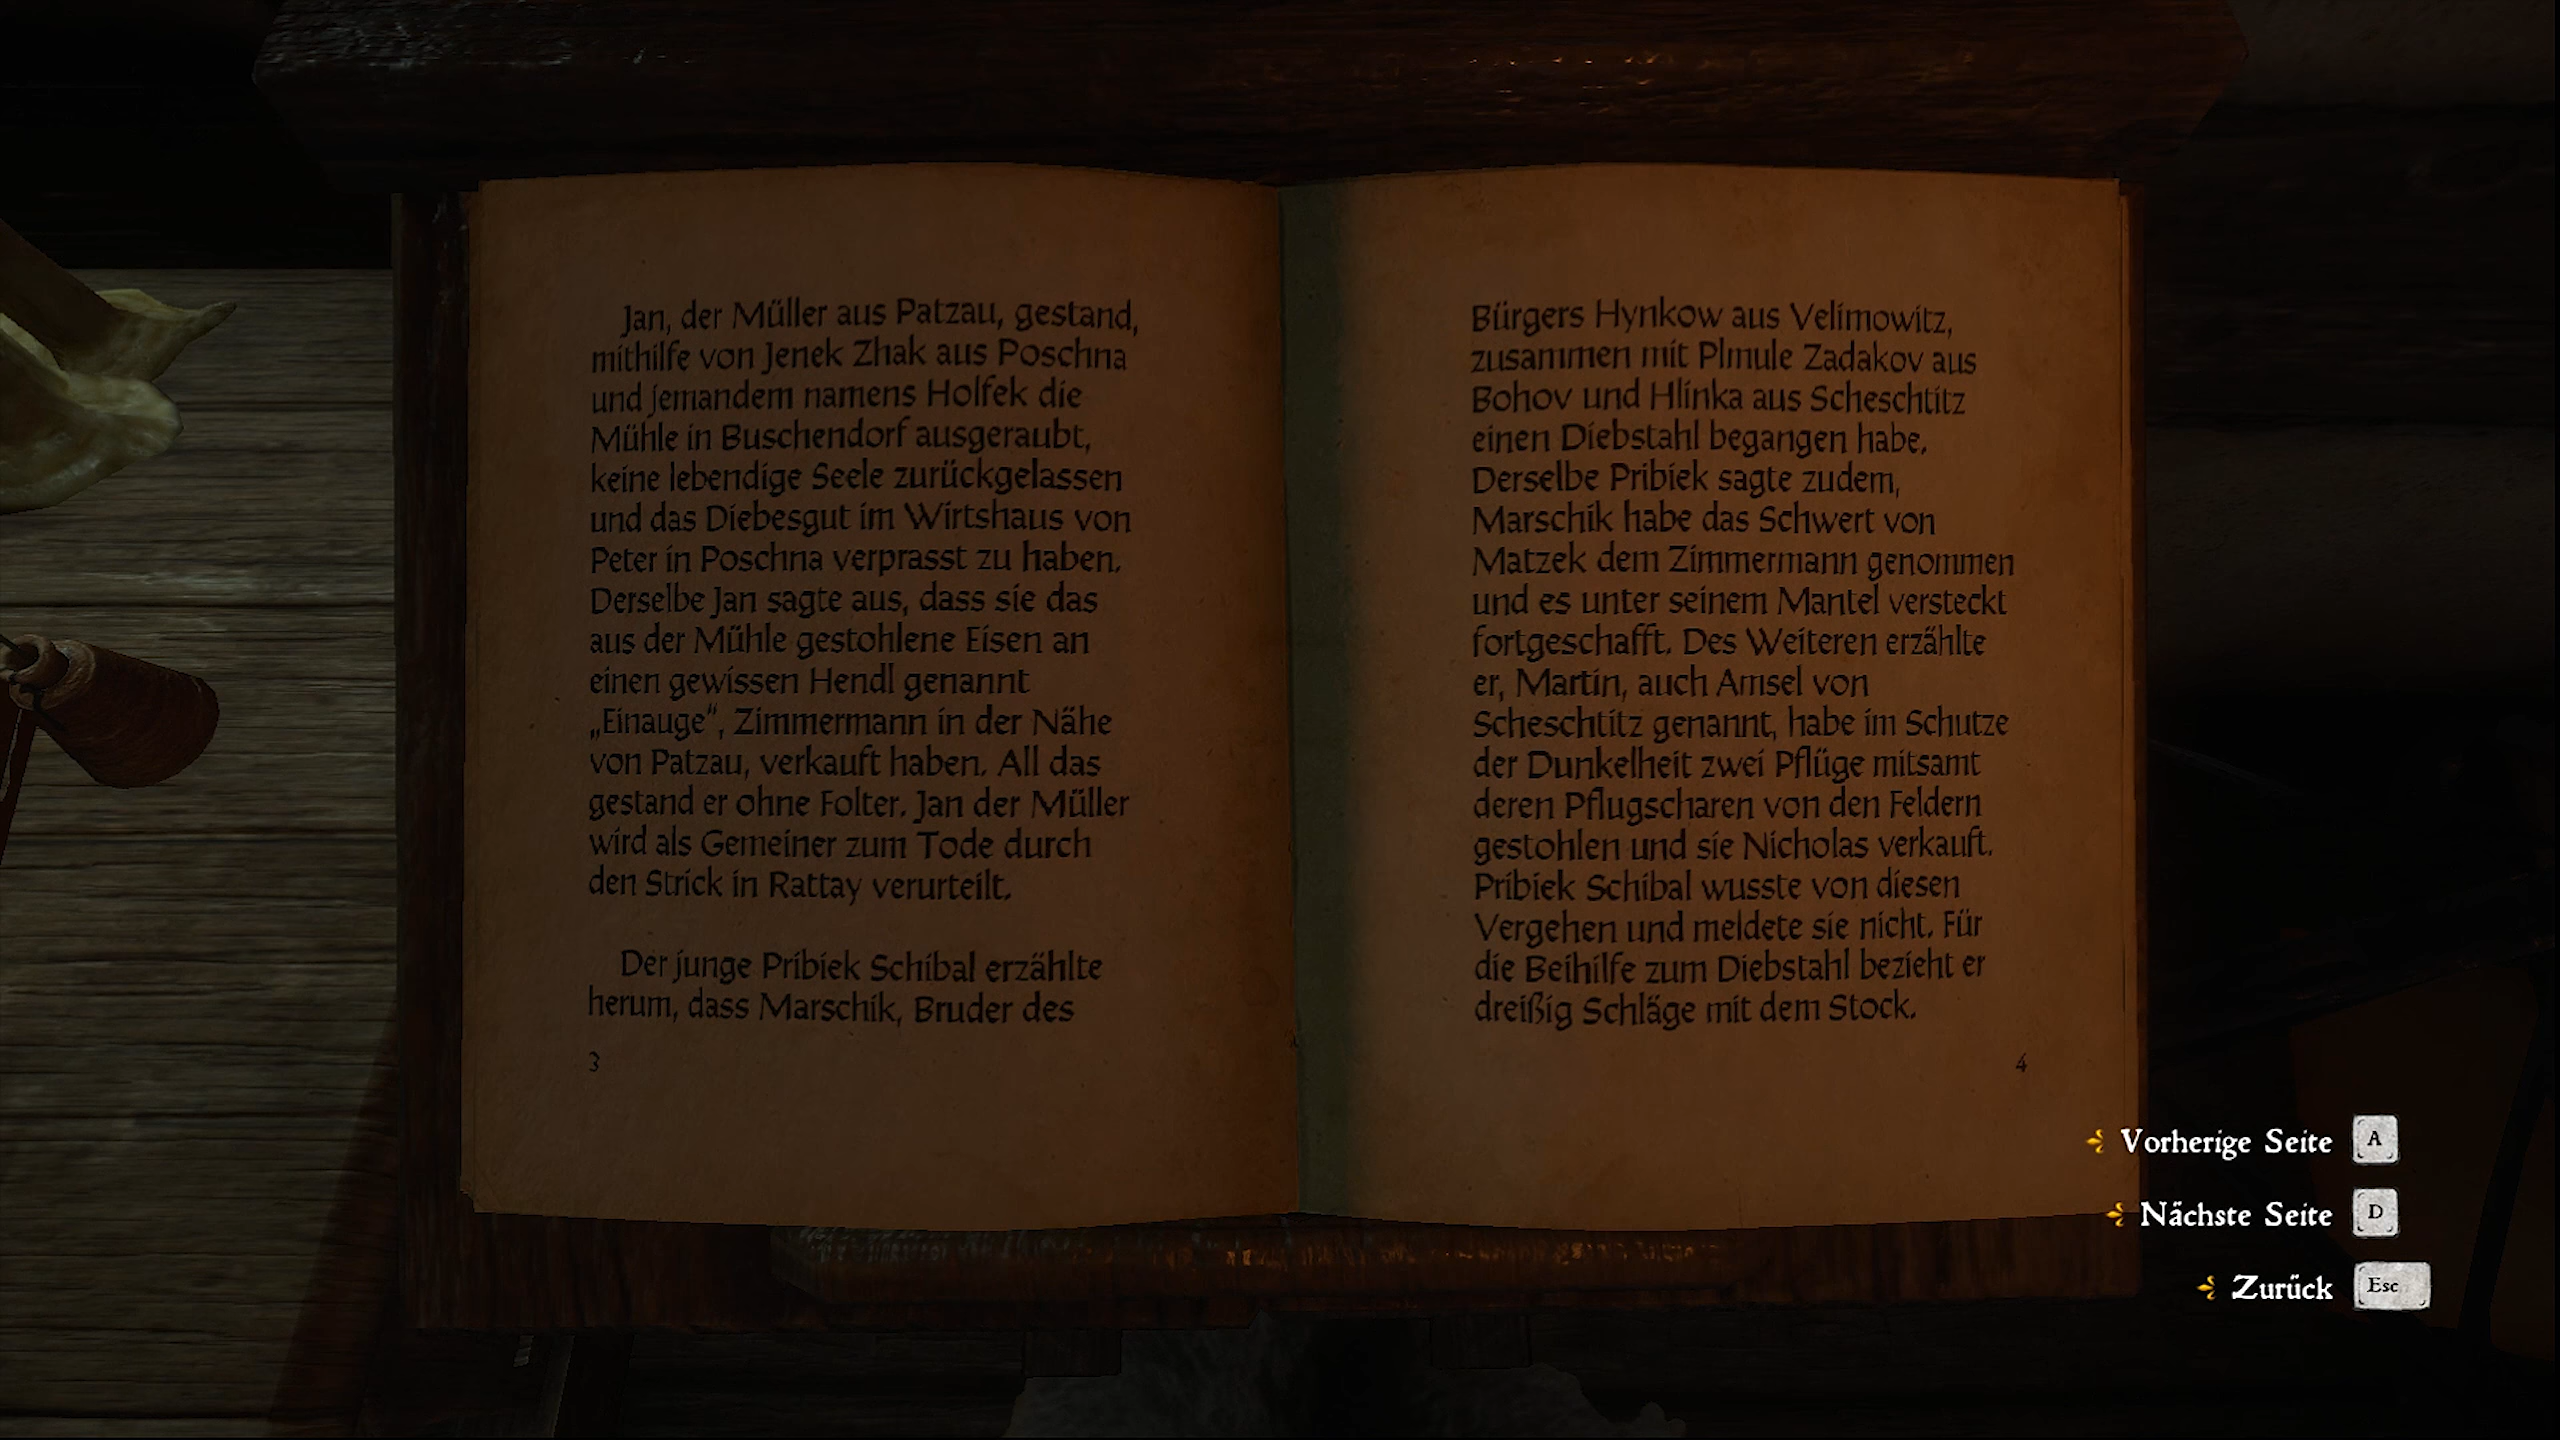 Jan, der Müller aus Patzau, gestand,
mithilfe von Jenek Zhak aus Poschna
und jemandem namens Holfek die
Mühle in Buschendorf ausgeraubt,
keine lebendige Seele zurückgelassen
und das Diebesgut im Wirtshaus von
Peter in Poschna verprasst zu haben.
Derselbe Jan sagte aus, dass sie das
aus der Mühle gestohlene Eisen an
einen gewissen Hendl genannt
„Einauge“, Zimmermann in der Nähe
von Patzau, verkauft haben. All das
gestand er ohne Folter. Jan der Müller
wird als Gemeiner zum Tode durch
den Strick in Rattay verurteilt.
Der junge Pribiek Schibal erzählte
herum, dass Marschik, Bruder des
3
Bürgers Hynkow aus Velimowitz,
zusammen mit Plmule Zadakov aus
Bohov und Hlinka aus Scheschtitz
einen Diebstahl begangen habe.
Derselbe Pribiek sagte zudem,
Marschik habe das Schwert von
Matzek dem Zimmermann genommen
und es unter seinem Mantel versteckt
fortgeschafft. Des Weiteren erzählte
er, Martin, auch Amsel von
Scheschtitz genannt, habe im Schutze
der Dunkelheit zwei Pflüge mitsamt
deren Pflugscharen von den Feldern
gestohlen und sie Nicholas verkauft.
Pribiek Schibal wusste von diesen
Vergehen und meldete sie nicht. Für
die Beihilfe zum Diebstahl bezieht er
dreißig Schläge mit dem Stock.
4
Vorherige Seite A
Nächste Seite D
Zurück Esc